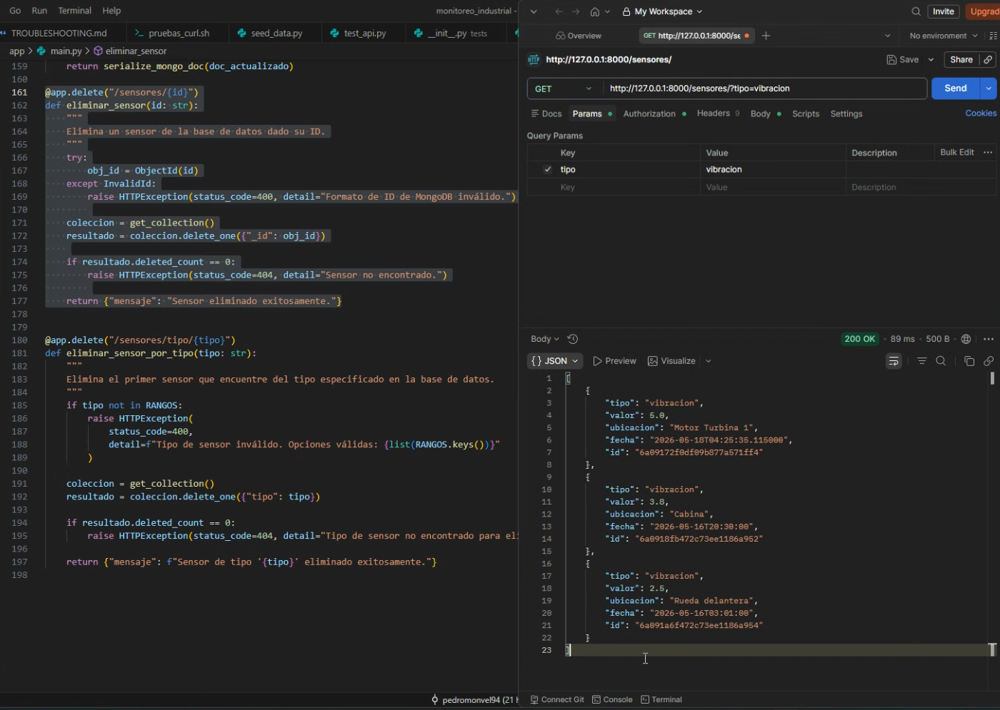 Go Run Terminal Help monitoreo_industrial -
TROUBLESHOOTING.md pruebas_curl.sh seed_data.py test_api.py __init__.py tests
app > main.py > eliminar_sensor
159 return serialize_mongo_doc(doc_actualizado)
160
161 @app.delete("/sensores/{id}")
162 def eliminar_sensor(id: str):
163 """
164 Elimina un sensor de la base de datos dado su ID.
165 """
166 try:
167 obj_id = ObjectId(id)
168 except InvalidId:
169 raise HTTPException(status_code=400, detail="Formato de ID de MongoDB inválido.")
170
171 coleccion = get_collection()
172 resultado = coleccion.delete_one({"_id": obj_id})
173
174 if resultado.deleted_count == 0:
175 raise HTTPException(status_code=404, detail="Sensor no encontrado.")
176
177 return {"mensaje": "Sensor eliminado exitosamente."}
178
179
180 @app.delete("/sensores/tipo/{tipo}")
181 def eliminar_sensor_por_tipo(tipo: str):
182 """
183 Elimina el primer sensor que encuentre del tipo especificado en la base de datos.
184 """
185 if tipo not in RANGOS:
186 raise HTTPException(
187 status_code=400,
188 detail=f"Tipo de sensor inválido. Opciones válidas: {list(RANGOS.keys())}"
189 )
190
191 coleccion = get_collection()
192 resultado = coleccion.delete_one({"tipo": tipo})
193
194 if resultado.deleted_count == 0:
195 raise HTTPException(status_code=404, detail="Tipo de sensor no encontrado para eli
196
197 return {"mensaje": f"Sensor de tipo '{tipo}' eliminado exitosamente."}
198
pedromonvel94 (21 h
My Workspace Invite Upgrad
Overview GET http://127.0.0.1:8000/se No environment
HTTP http://127.0.0.1:8000/sensores/ Save Share
GET http://127.0.0.1:8000/sensores/?tipo=vibracion Send
Docs Params Authorization Headers 9 Body Scripts Settings Cookies
Query Params
Key Value Description Bulk Edit
tipo vibracion
Key Value Description
Body 200 OK 89 ms 500 B
{} JSON Preview Visualize
1 [
2 {
3 "tipo": "vibracion",
4 "valor": 5.0,
5 "ubicacion": "Motor Turbina 1",
6 "fecha": "2026-05-18T04:25:35.115000",
7 "id": "6a09172f0df09b877a571ff4"
8 },
9 {
10 "tipo": "vibracion",
11 "valor": 3.8,
12 "ubicacion": "Cabina",
13 "fecha": "2026-05-16T20:30:00",
14 "id": "6a0918fb472c73ee1186a952"
15 },
16 {
17 "tipo": "vibracion",
18 "valor": 2.5,
19 "ubicacion": "Rueda delantera",
20 "fecha": "2026-05-16T03:01:00",
21 "id": "6a091a6f472c73ee1186a954"
22 }
23 ]
Connect Git Console Terminal